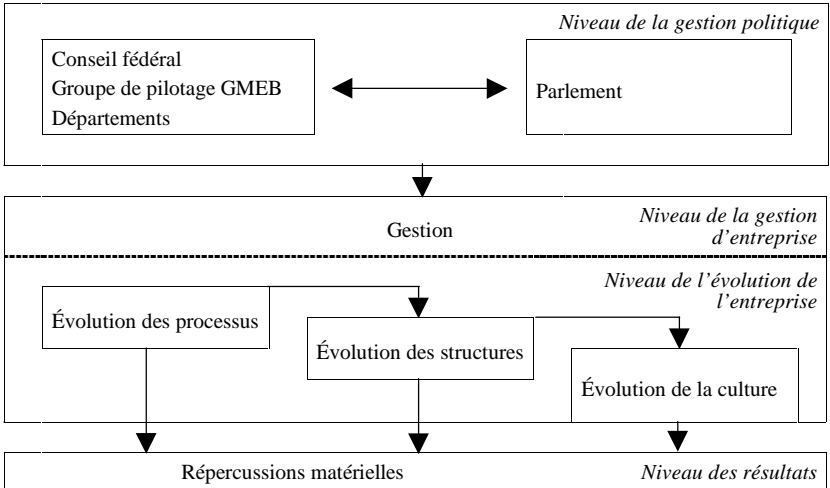 Niveau de la gestion politique
Conseil fédéral
Groupe de pilotage GMEB
Départements
Parlement
Gestion
Niveau de la gestion
d’entreprise
Niveau de l’évolution de
l’entreprise
Évolution des processus
Évolution des structures
Évolution de la culture
Répercussions matérielles
Niveau des résultats